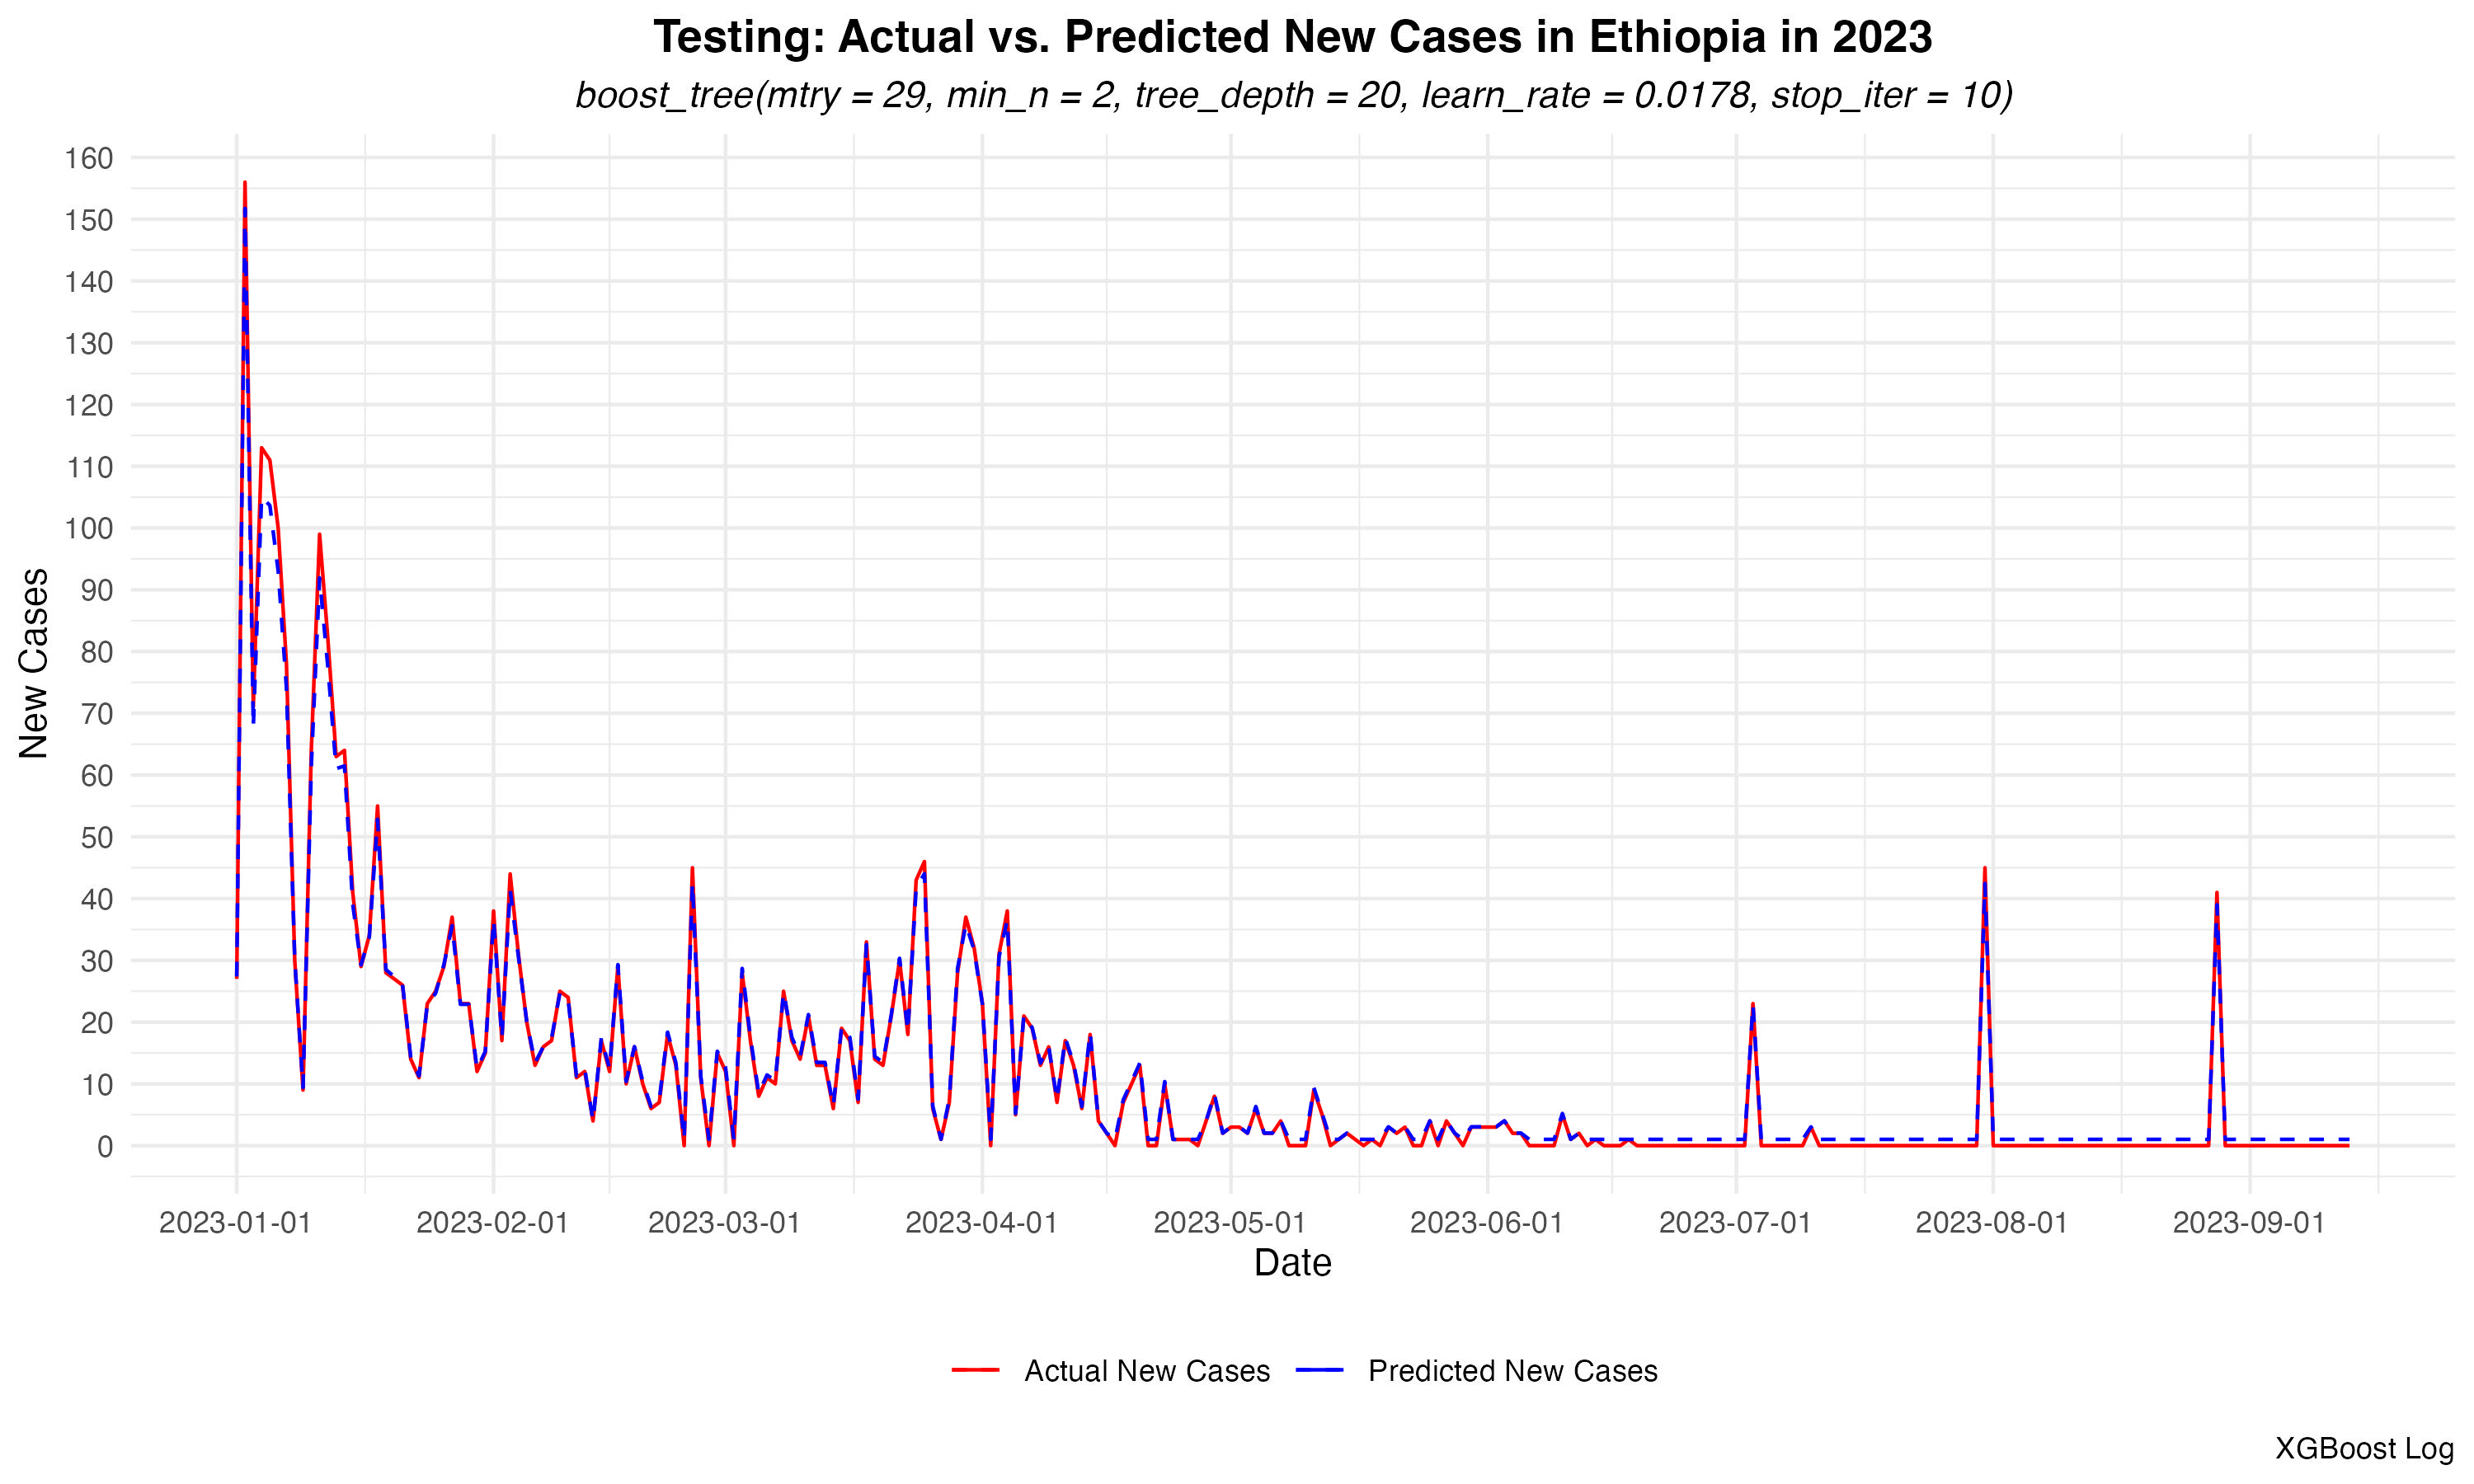 Testing: Actual vs. Predicted New Cases in Ethiopia in 2023
boost_tree(mtry = 29, min_n = 2, tree_depth = 20, learn_rate = 0.0178, stop_iter = 10)
160
150
140
130
120
110
100
90
80
70
60
50
40
30
20
10
0
New Cases
2023-01-01 2023-02-01 2023-03-01 2023-04-01 2023-05-01 2023-06-01 2023-07-01 2023-08-01 2023-09-01
Date
Actual New Cases Predicted New Cases
XGBoost Log